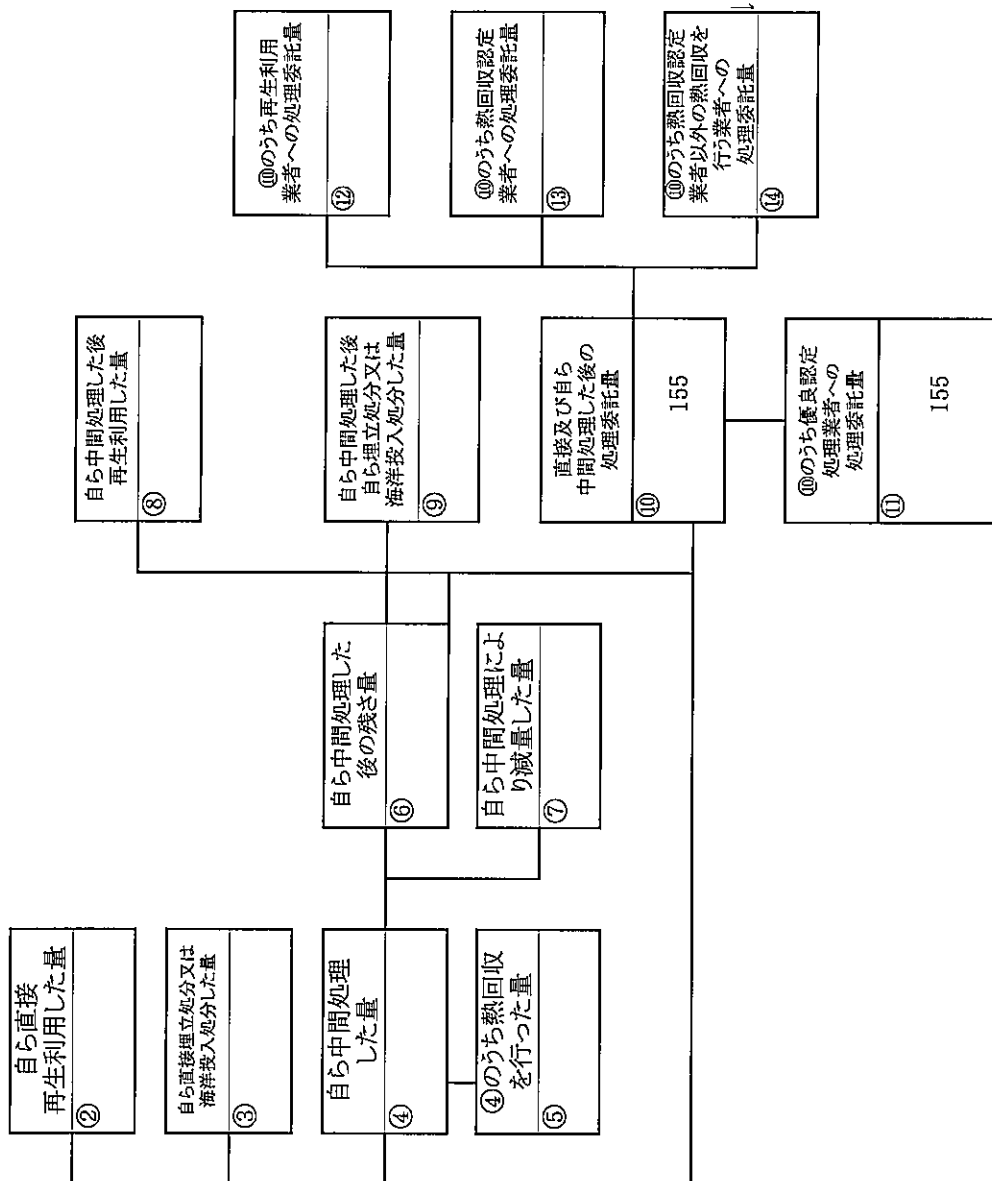 自ら直接
再生利用した量
②
自ら直接埋立処分又は
海洋投入処分した量
③
自ら中間処理
した量
④
④のうち熱回収
を行った量
⑤
自ら中間処理した
後の残さ量
⑥
自ら中間処理によ
り減量した量
⑦
自ら中間処理した後
再生利用した量
⑧
自ら中間処理した後
自ら埋立処分又は
海洋投入処分した量
⑨
直接及び自ら
中間処理した後の
処理委託量
⑩
155
⑩のうち優良認定
処理業者への
処理委託量
⑪
155
⑩のうち再生利用
業者への処理委託量
⑫
⑩のうち熱回収認定
業者への処理委託量
⑬
⑩のうち熱回収認定
業者以外の熱回収を
行う業者への
処理委託量
⑭